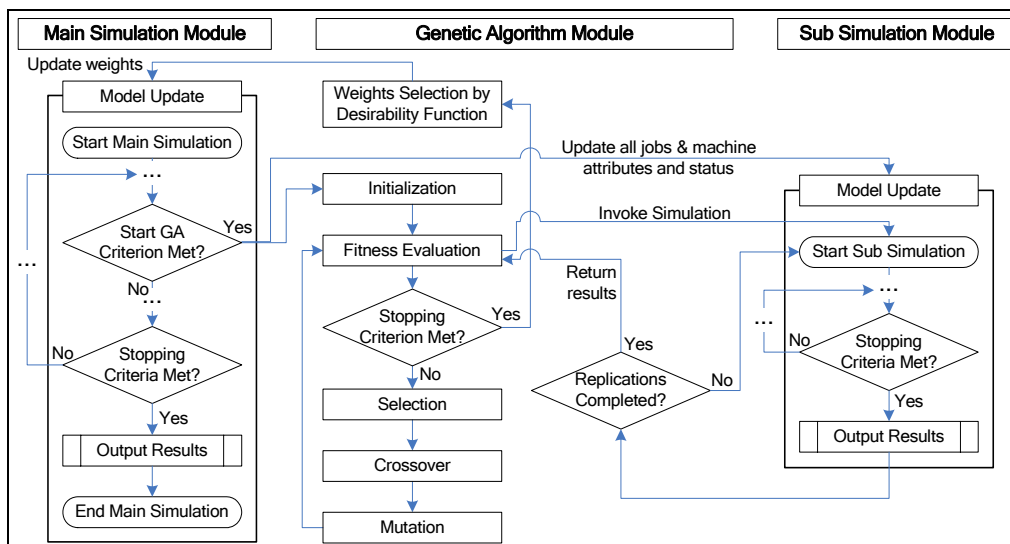 Main Simulation Module
Genetic Algorithm Module
Sub Simulation Module
Update weights
Model Update
Start Main Simulation
...
Start GA
Criterion Met?
Yes
No
...
...
Stopping
Criteria Met?
No
Yes
Output Results
End Main Simulation
Weights Selection by
Desirability Function
Initialization
Fitness Evaluation
Stopping
Criterion Met?
Yes
No
Selection
Crossover
Mutation
Update all jobs & machine
attributes and status
Invoke Simulation
Return
results
Yes
Replications
Completed?
No
Model Update
Start Sub Simulation
...
...
Stopping
Criteria Met?
No
Yes
Output Results